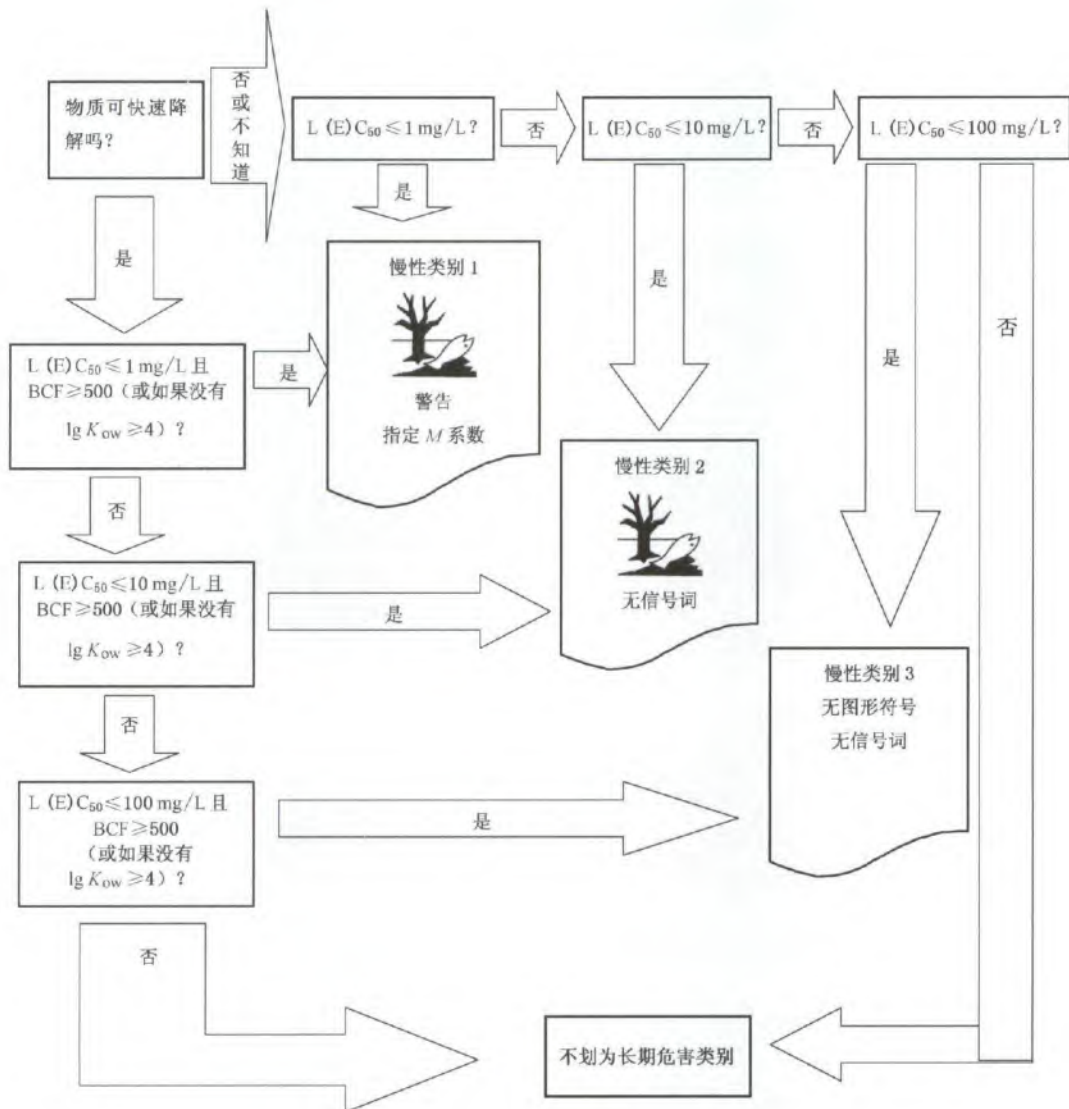 物质可快速降
解吗？
否
或
不
知
道
L (E)C₅₀≤1 mg/L？
否
L (E)C₅₀≤10 mg/L？
否
L (E)C₅₀≤100 mg/L？
是
是
是
是
否
慢性类别 1
警告
指定 M 系数
L (E)C₅₀≤1 mg/L 且
BCF≥500（或如果没有
lg Kow ≥4）？
是
否
慢性类别 2
无信号词
L (E)C₅₀≤10 mg/L 且
BCF≥500（或如果没有
lg Kow ≥4）？
是
否
慢性类别 3
无图形符号
无信号词
L (E)C₅₀≤100 mg/L 且
BCF≥500
（或如果没有
lg Kow ≥4）？
是
否
不划为长期危害类别